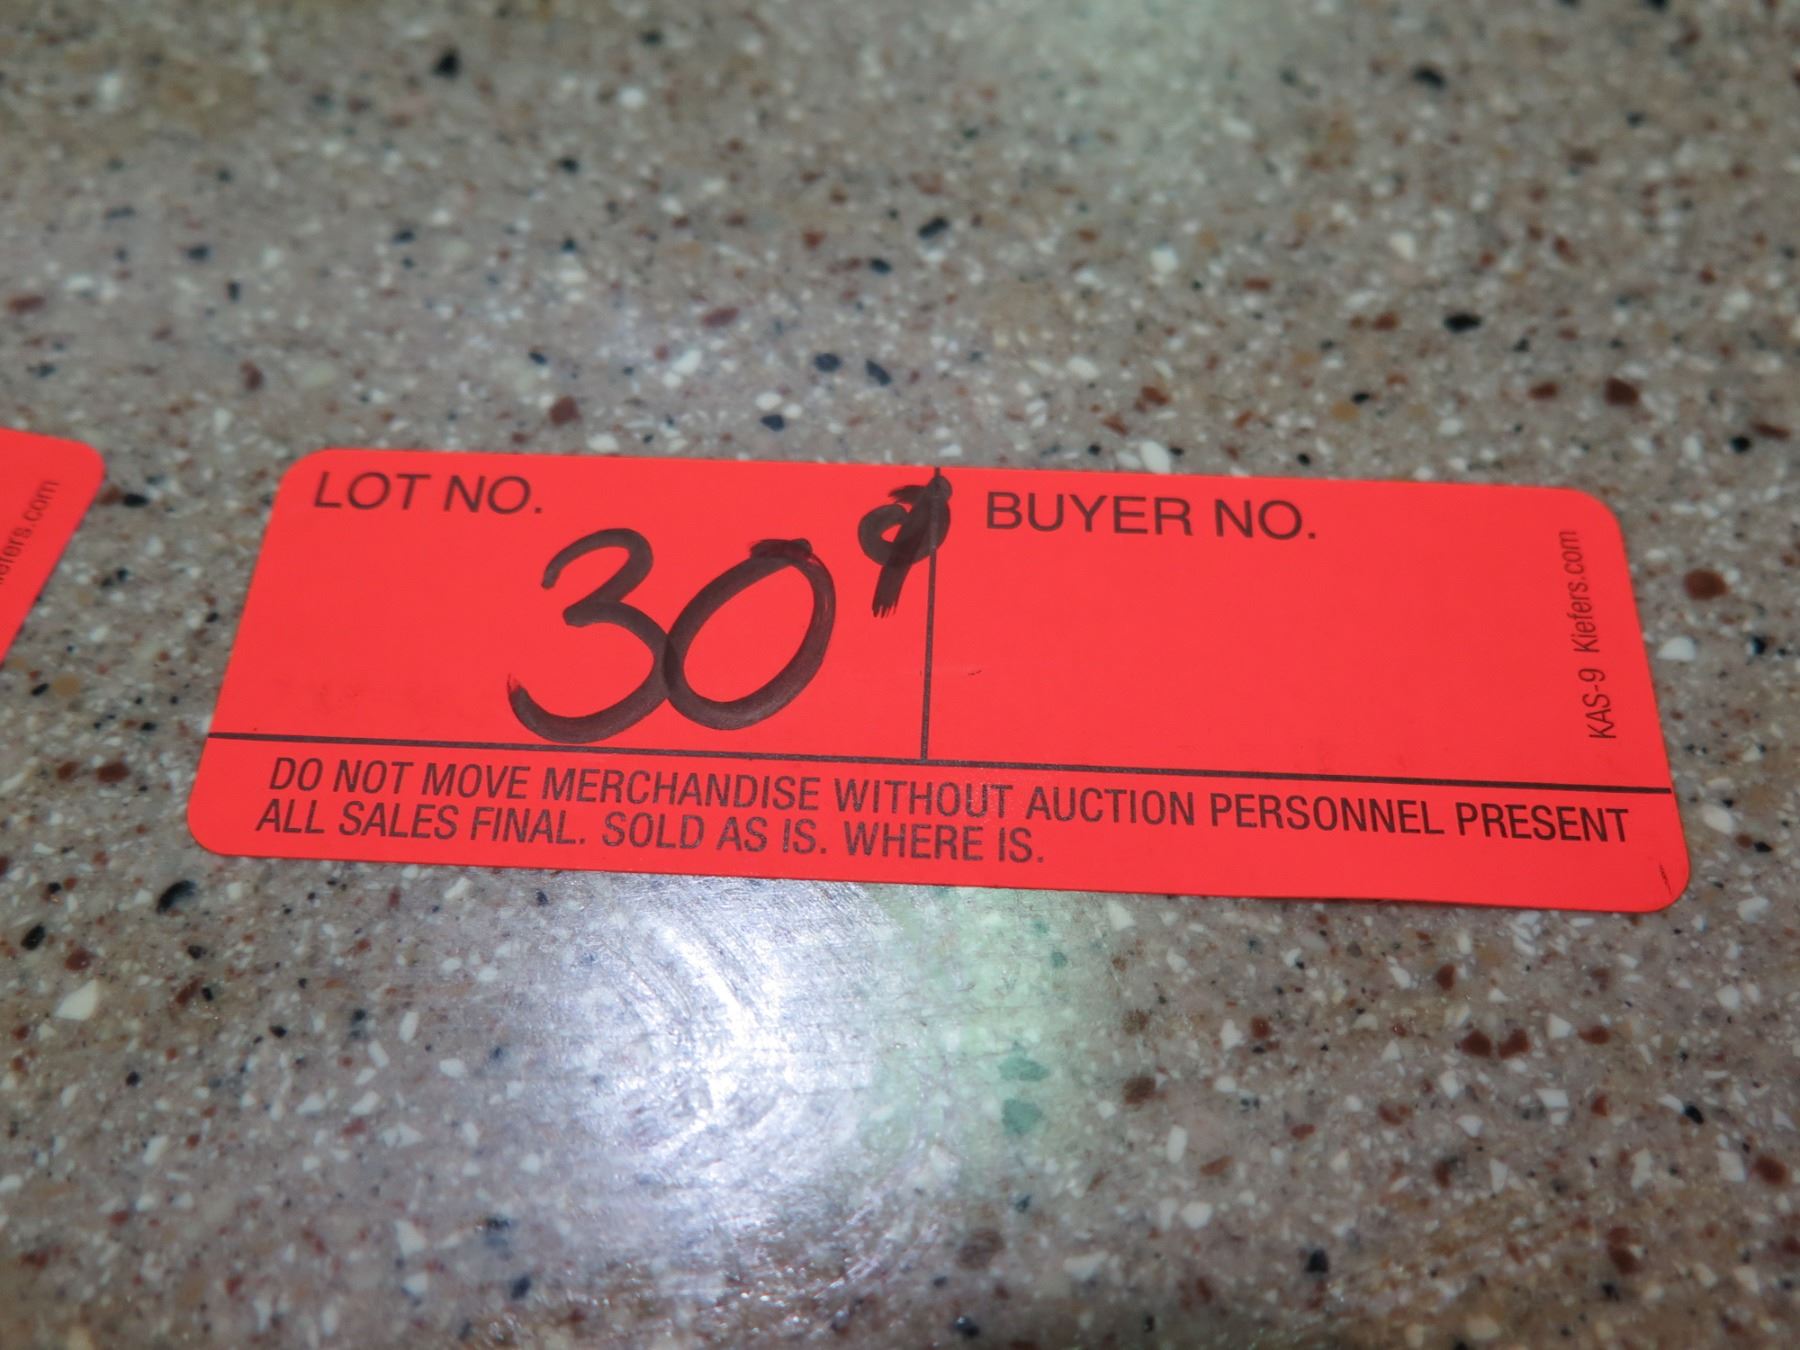 LOT NO.
30
BUYER NO.
KAS-9 Kiefers.com
DO NOT MOVE MERCHANDISE WITHOUT AUCTION PERSONNEL PRESENT
ALL SALES FINAL. SOLD AS IS. WHERE IS.